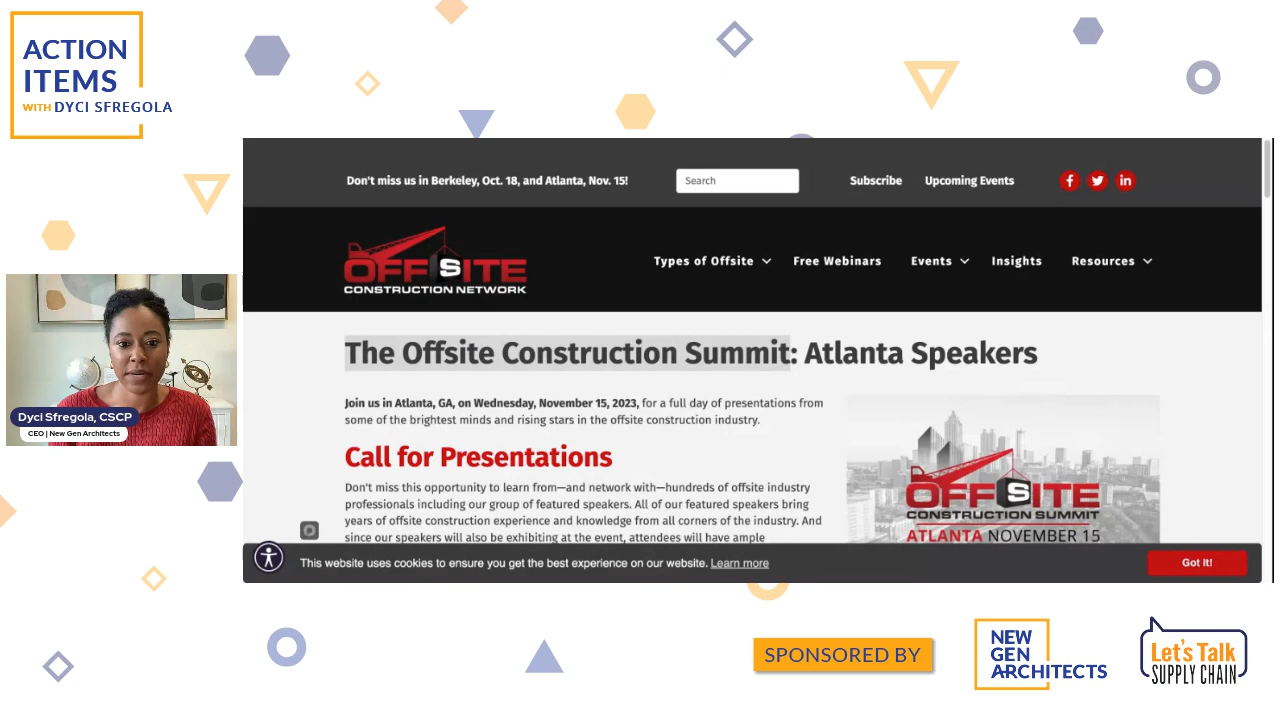 ACTION
ITEMS
WITH DYCI SFREGOLA
Don't miss us in Berkeley, Oct. 18, and Atlanta, Nov. 15!
Search
Subscribe
Upcoming Events
OFFSITE
CONSTRUCTION NETWORK
Types of Offsite
Free Webinars
Events
Insights
Resources
The Offsite Construction Summit: Atlanta Speakers
Join us in Atlanta, GA, on Wednesday, November 15, 2023, for a full day of presentations from
some of the brightest minds and rising stars in the offsite construction industry.
Call for Presentations
Don't miss this opportunity to learn from—and network with—hundreds of offsite industry
professionals including our group of featured speakers. All of our featured speakers bring
years of offsite construction experience and knowledge from all corners of the industry. And
since our speakers will also be exhibiting at the event, attendees will have ample
OFFSITE
CONSTRUCTION SUMMIT
ATLANTA NOVEMBER 15
This website uses cookies to ensure you get the best experience on our website. Learn more
Got it!
Dyci Sfregola, CSCP
CEO | New Gen Architects
SPONSORED BY
NEW
GEN
ARCHITECTS
Let's Talk
SUPPLY CHAIN